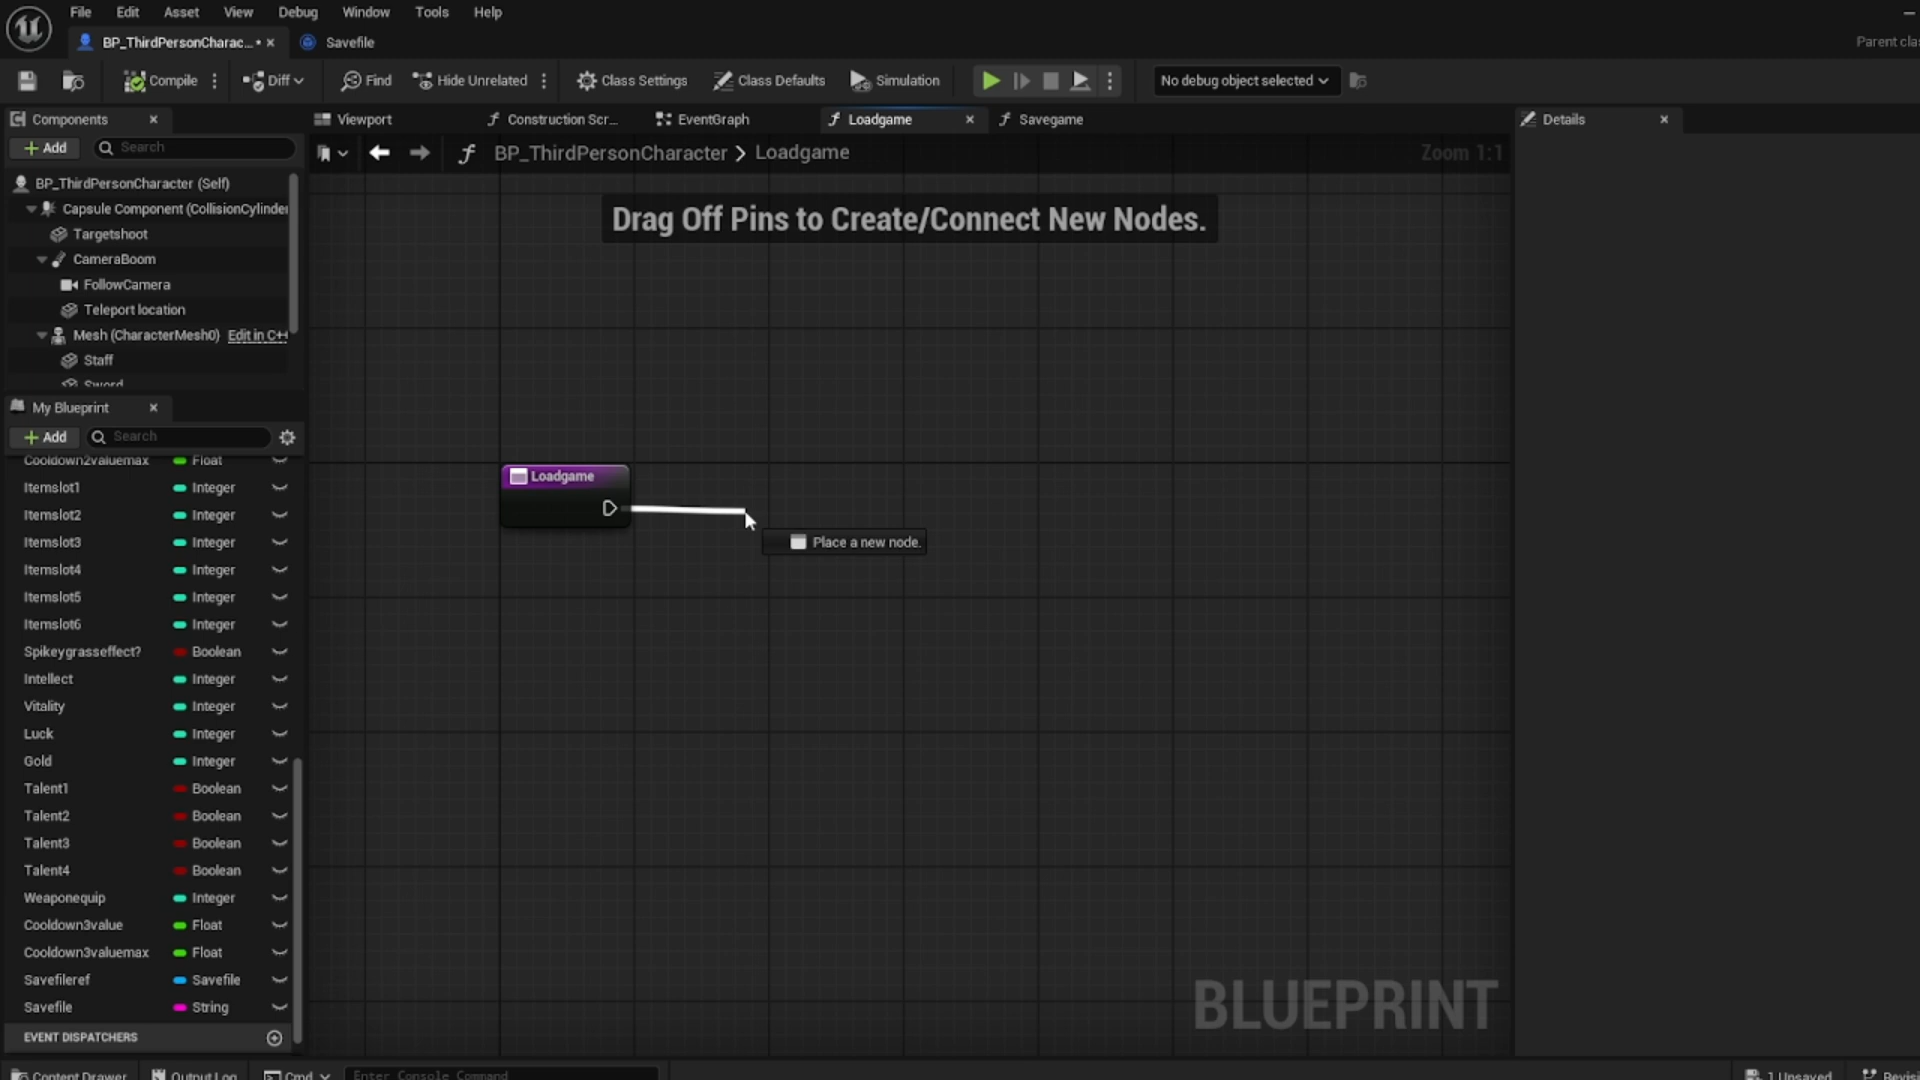 File Edit Asset View Debug Window Tools Help
BP_ThirdPersonCharac... Savefile
Parent clas
Compile Diff Find Hide Unrelated Class Settings Class Defaults Simulation No debug object selected
Components
Add Search
BP_ThirdPersonCharacter (Self)
Capsule Component (CollisionCylinder
Targetshoot
CameraBoom
FollowCamera
Teleport location
Mesh (CharacterMesh0) Edit in C++
Staff
Sword
My Blueprint
Add Search
Cooldown2valuemax Float
Itemslot1 Integer
Itemslot2 Integer
Itemslot3 Integer
Itemslot4 Integer
Itemslot5 Integer
Itemslot6 Integer
Spikeygrasseffect? Boolean
Intellect Integer
Vitality Integer
Luck Integer
Gold Integer
Talent1 Boolean
Talent2 Boolean
Talent3 Boolean
Talent4 Boolean
Weaponequip Integer
Cooldown3value Float
Cooldown3valuemax Float
Savefileref Savefile
Savefile String
EVENT DISPATCHERS
Viewport Construction Scr... EventGraph Loadgame Savegame
BP_ThirdPersonCharacter > Loadgame
Zoom 1:1
Drag Off Pins to Create/Connect New Nodes.
Loadgame
Place a new node.
BLUEPRINT
Details
Content Drawer Output Log Cmd Enter Console Command
1 Unsaved Revisi